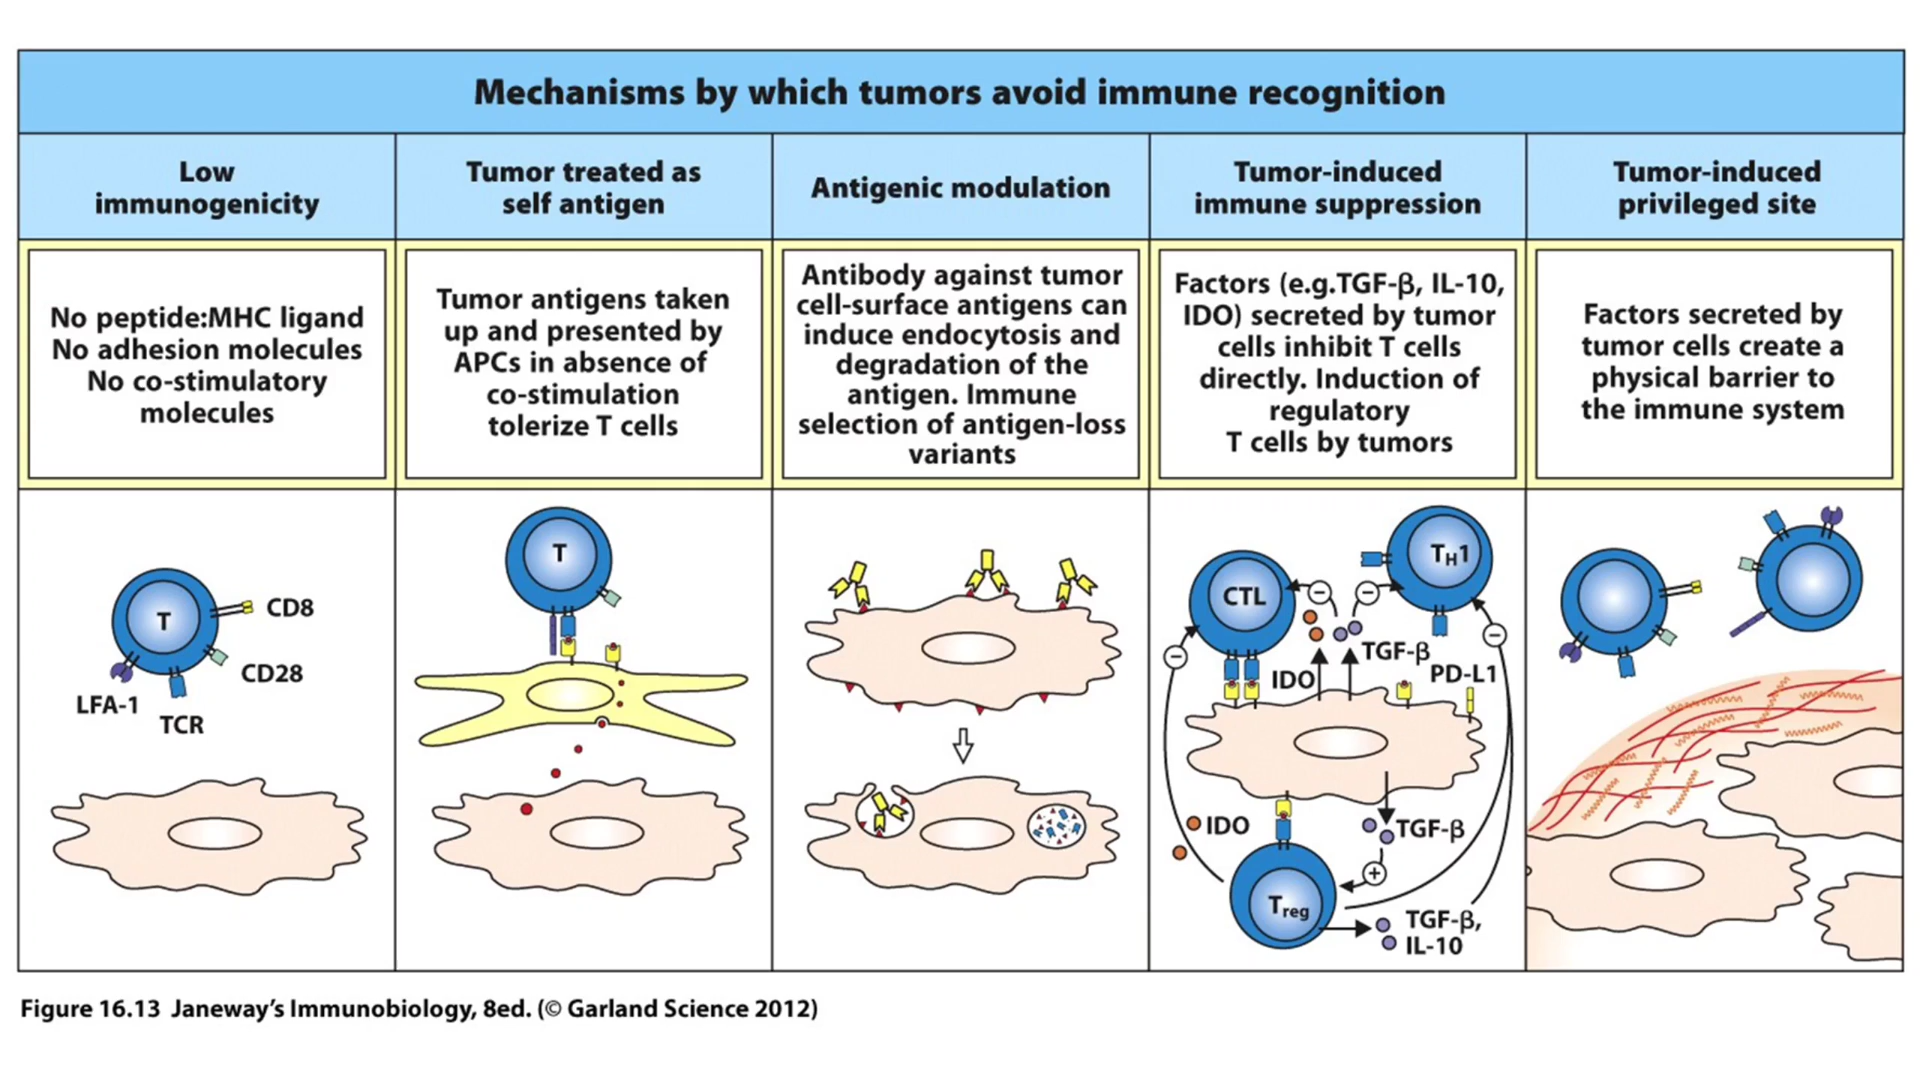 Mechanisms by which tumors avoid immune recognition
Low
immunogenicity
Tumor treated as
self antigen
Antigenic modulation
Tumor-induced
immune suppression
Tumor-induced
privileged site
No peptide:MHC ligand
No adhesion molecules
No co-stimulatory
molecules
Tumor antigens taken
up and presented by
APCs in absence of
co-stimulation
tolerize T cells
Antibody against tumor
cell-surface antigens can
induce endocytosis and
degradation of the
antigen. Immune
selection of antigen-loss
variants
Factors (e.g.TGF-β, IL-10,
IDO) secreted by tumor
cells inhibit T cells
directly. Induction of
regulatory
T cells by tumors
Factors secreted by
tumor cells create a
physical barrier to
the immune system
T
CD8
CD28
LFA-1
TCR
T
CTL
TH1
−
−
−
−
TGF-β
IDO
PD-L1
IDO
TGF-β
+
Treg
TGF-β,
IL-10
Figure 16.13 Janeway's Immunobiology, 8ed. (© Garland Science 2012)